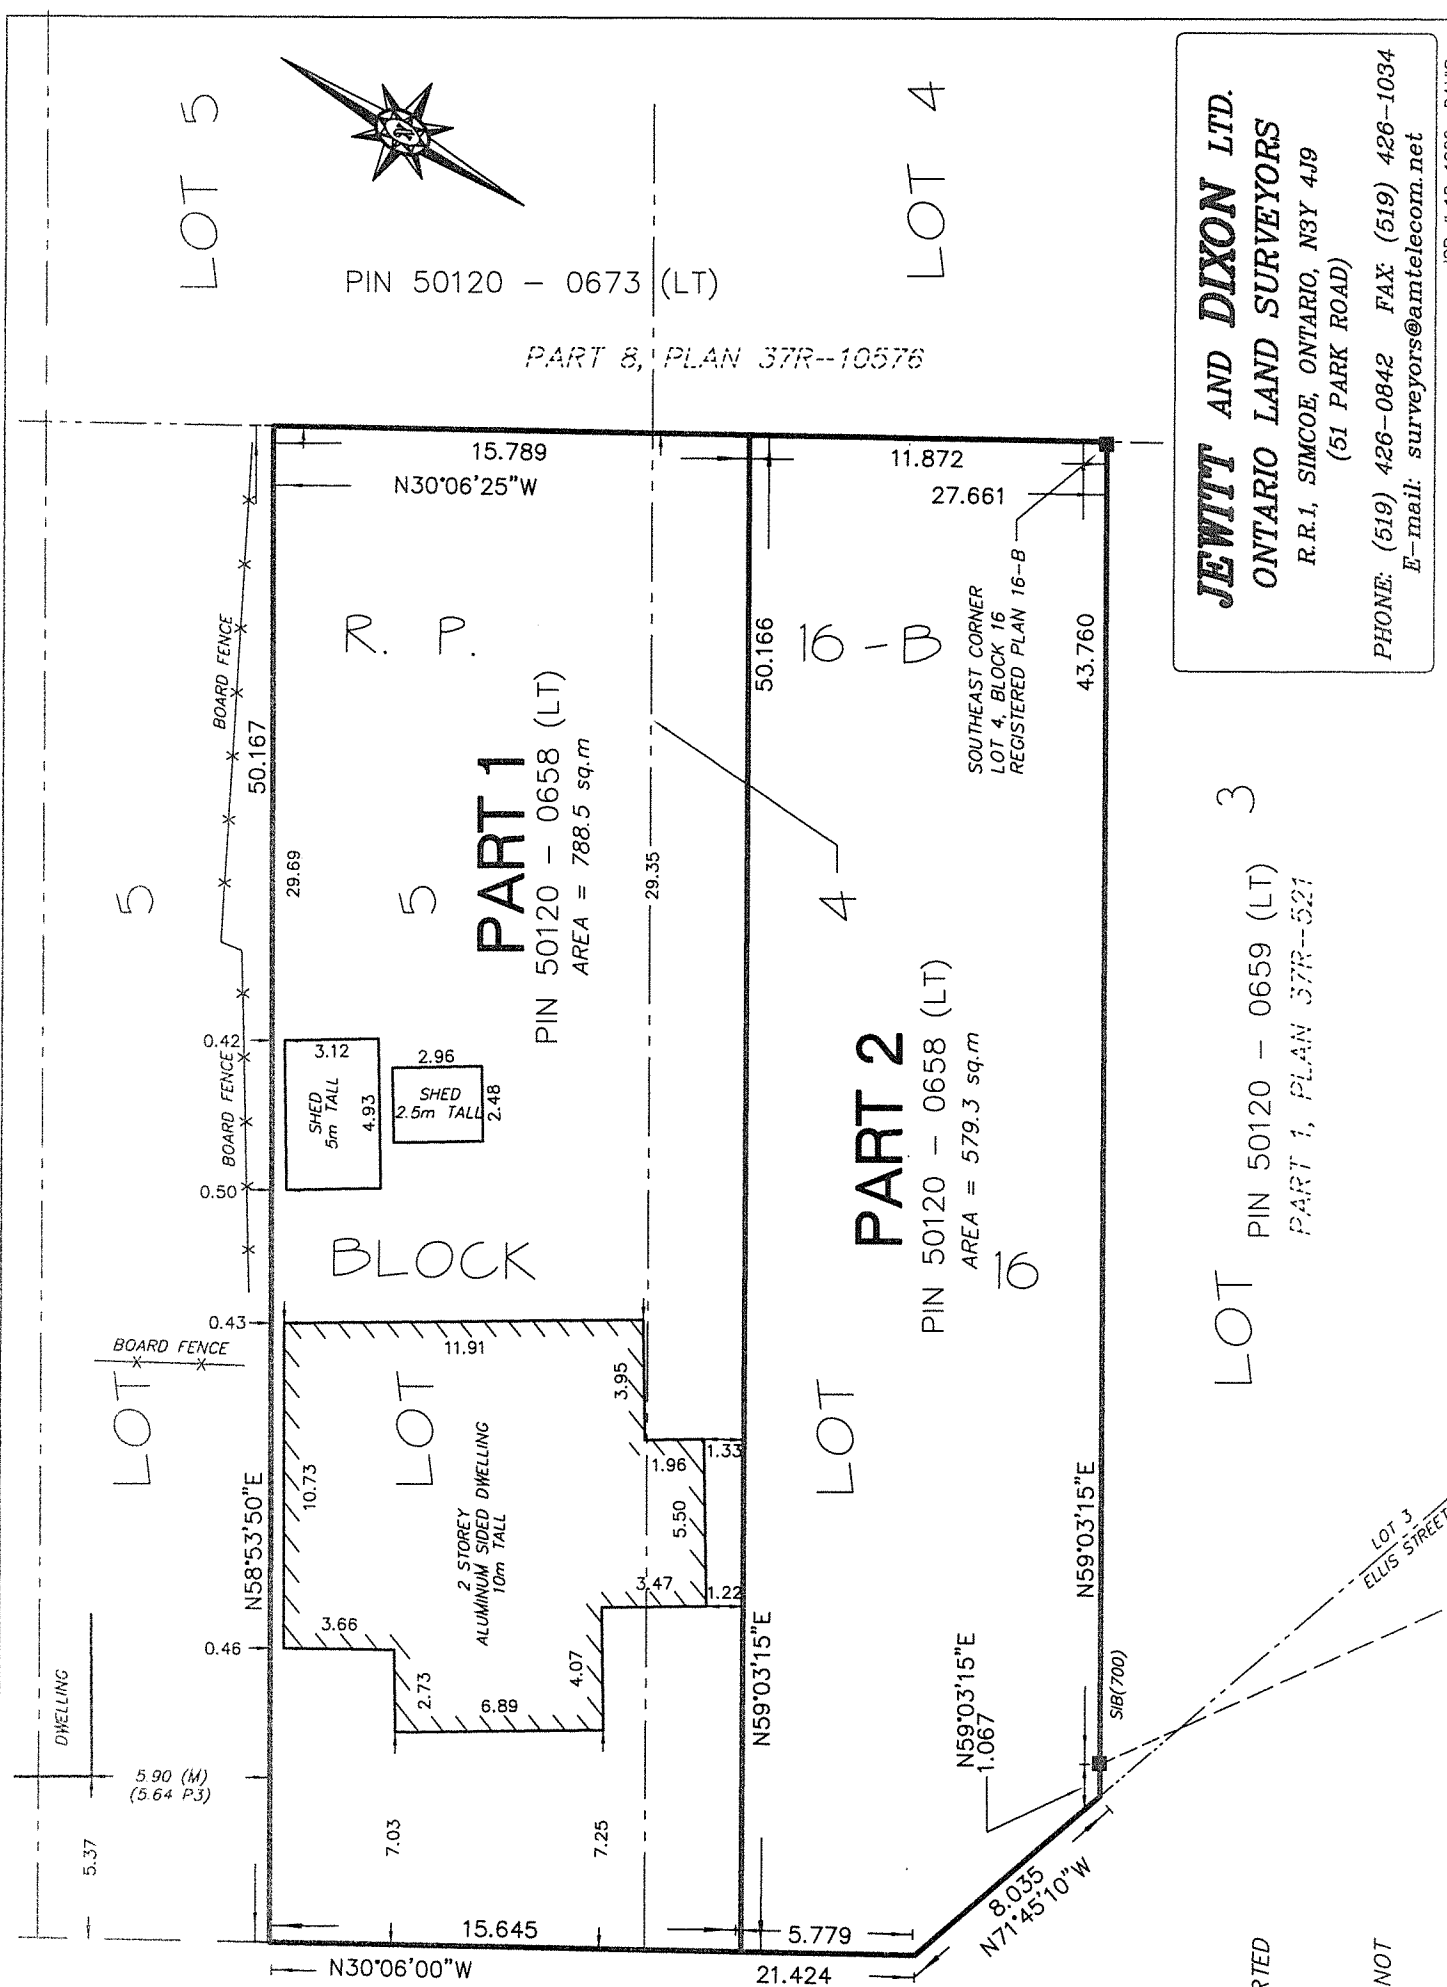 LOT 5
PIN 50120 - 0673 (LT)
LOT 4
PART 8, PLAN 37R--10576
JEWITT AND DIXON LTD.
ONTARIO LAND SURVEYORS
R.R.1, SIMCOE, ONTARIO, N3Y 4J9
(51 PARK ROAD)
PHONE: (519) 426-0842 FAX: (519) 426-1034
E-mail: surveyors@amtelecom.net
15.789
N30°06'25"W
11.872
27.661
R. P.
16-B
BOARD FENCE
50.167
50.166
SOUTHEAST CORNER
LOT 4, BLOCK 16
REGISTERED PLAN 16-B
43.760
PART 1
PIN 50120 - 0658 (LT)
AREA = 788.5 sq.m
29.69
29.35
5
5
4
3
0.42
BOARD FENCE
0.50
3.12
SHED
5m TALL
4.93
2.96
SHED
2.5m TALL
2.48
PART 2
PIN 50120 - 0658 (LT)
AREA = 579.3 sq.m
16
PIN 50120 - 0659 (LT)
PART 1, PLAN 37R--521
LOT
BLOCK
0.43
BOARD FENCE
LOT
LOT
LOT
11.91
3.95
1.33
1.96
5.50
3.47
1.22
10.73
2 STOREY
ALUMINUM SIDED DWELLING
10m TALL
N58°53'50"E
0.46
3.66
2.73
6.89
4.07
N59°03'15"E
N59°03'15"E
N59°03'15"E
1.067
SIB(700)
LOT 3
ELLIS STREET
DWELLING
5.90 (M)
(5.64 P3)
5.37
7.03
7.25
15.645
N30°06'00"W
5.779
21.424
8.035
N71°45'10"W
RTED
NOT